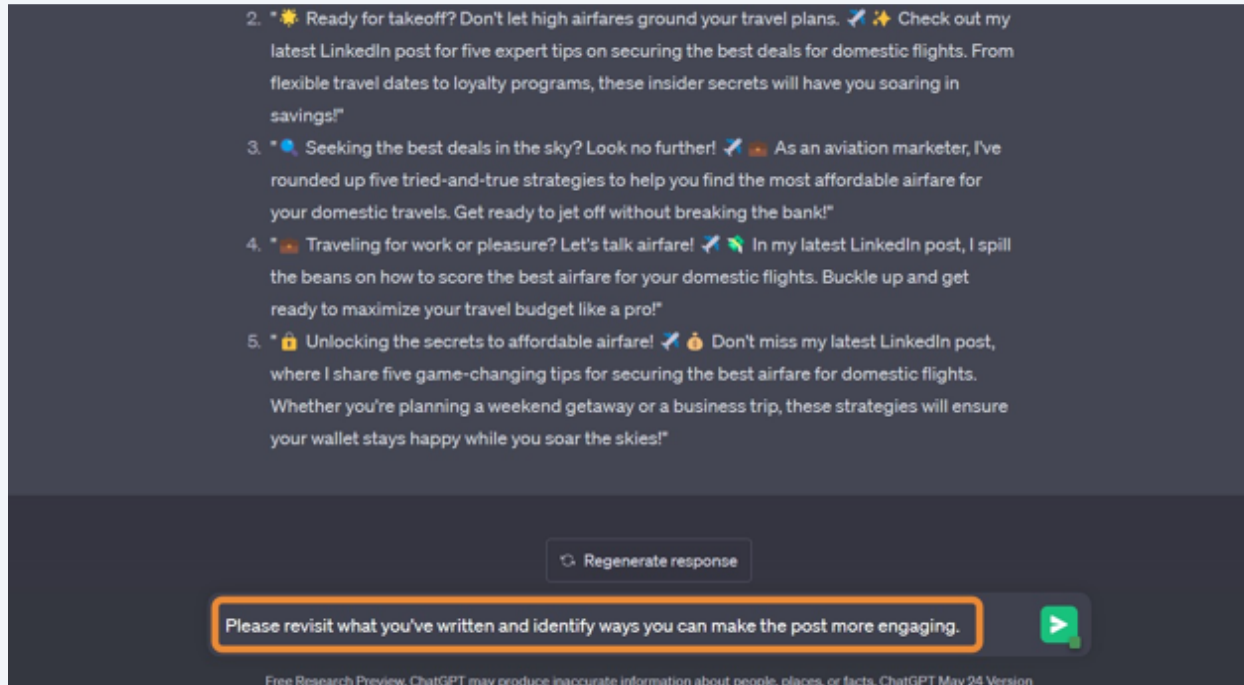 2. "🌟 Ready for takeoff? Don't let high airfares ground your travel plans. ✈️ ✨ Check out my
latest LinkedIn post for five expert tips on securing the best deals for domestic flights. From
flexible travel dates to loyalty programs, these insider secrets will have you soaring in
savings!"
3. "🔍 Seeking the best deals in the sky? Look no further! ✈️ 💼 As an aviation marketer, I've
rounded up five tried-and-true strategies to help you find the most affordable airfare for
your domestic travels. Get ready to jet off without breaking the bank!"
4. "💼 Traveling for work or pleasure? Let's talk airfare! ✈️ 💸 In my latest LinkedIn post, I spill
the beans on how to score the best airfare for your domestic flights. Buckle up and get
ready to maximize your travel budget like a pro!"
5. "🔒 Unlocking the secrets to affordable airfare! ✈️ 💰 Don't miss my latest LinkedIn post,
where I share five game-changing tips for securing the best airfare for domestic flights.
Whether you're planning a weekend getaway or a business trip, these strategies will ensure
your wallet stays happy while you soar the skies!"
Regenerate response
Please revisit what you've written and identify ways you can make the post more engaging.
Free Research Preview. ChatGPT may produce inaccurate information about people, places, or facts. ChatGPT May 24 Version